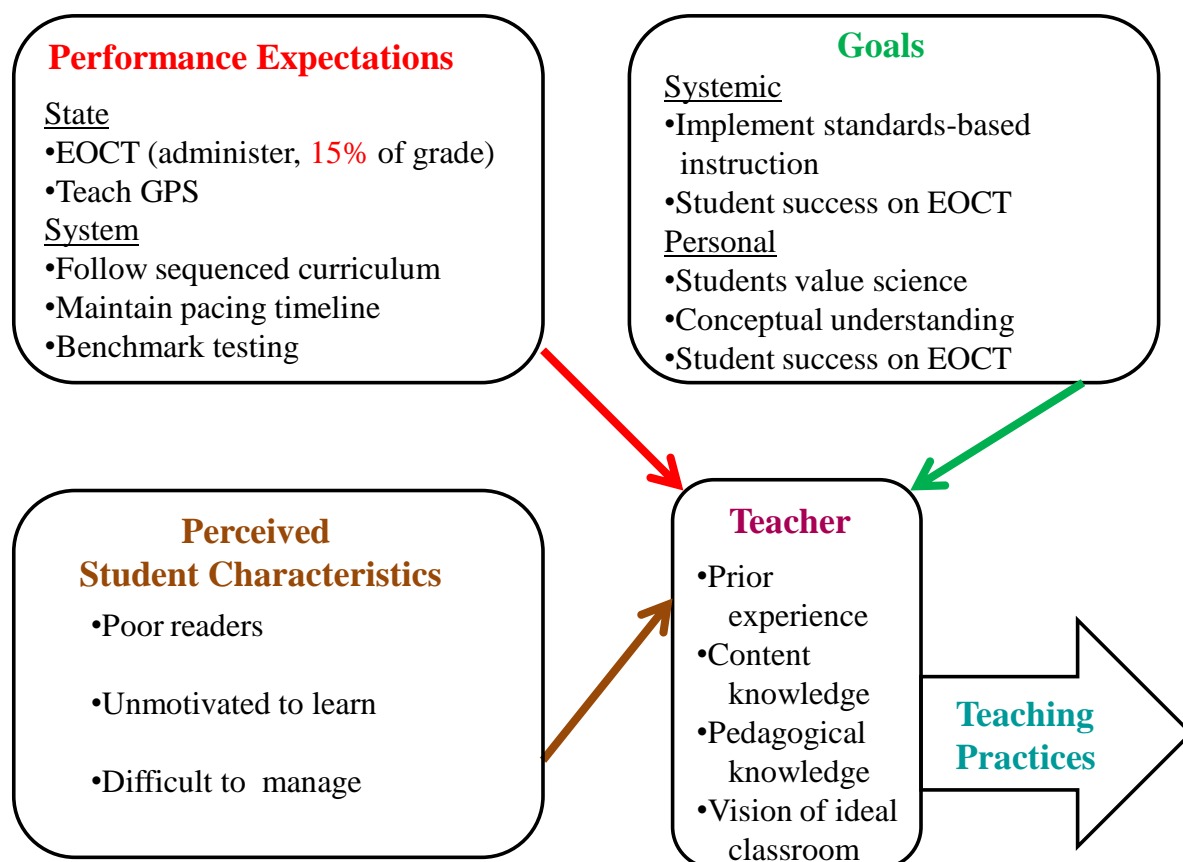 Performance Expectations
State
•EOCT (administer, 15% of grade)
•Teach GPS
System
•Follow sequenced curriculum
•Maintain pacing timeline
•Benchmark testing
Goals
Systemic
•Implement standards-based
instruction
•Student success on EOCT
Personal
•Students value science
•Conceptual understanding
•Student success on EOCT
Perceived
Student Characteristics
•Poor readers
•Unmotivated to learn
•Difficult to  manage
Teacher
•Prior
experience
•Content
knowledge
•Pedagogical
knowledge
•Vision of ideal
classroom
Teaching
Practices